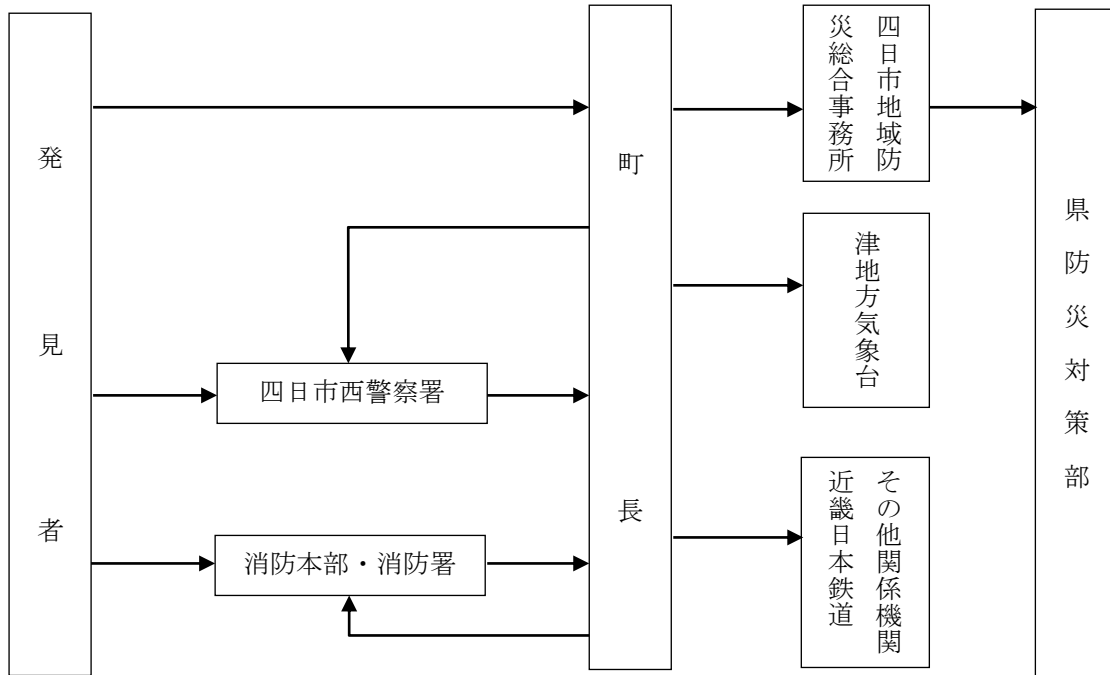 発見者
四日市西警察署
消防本部・消防署
町長
四日市地域防
災総合事務所
津地方気象台
その他関係機関
近畿日本鉄道
県防災対策部